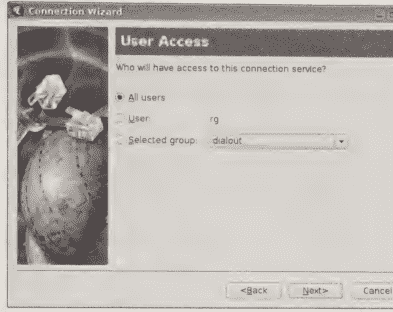 Connection Wizard
User Access
Who will have access to this connection service?
All users
User: rg
Selected group: dialout
<Back Next> Cancel